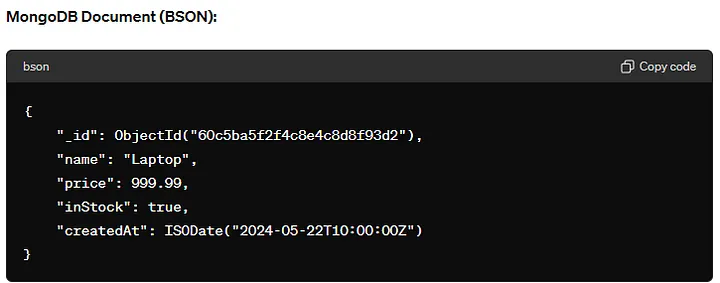 MongoDB Document (BSON):
bson
Copy code
{
"_id": ObjectId("60c5ba5f2f4c8e4c8d8f93d2"),
"name": "Laptop",
"price": 999.99,
"inStock": true,
"createdAt": ISODate("2024-05-22T10:00:00Z")
}